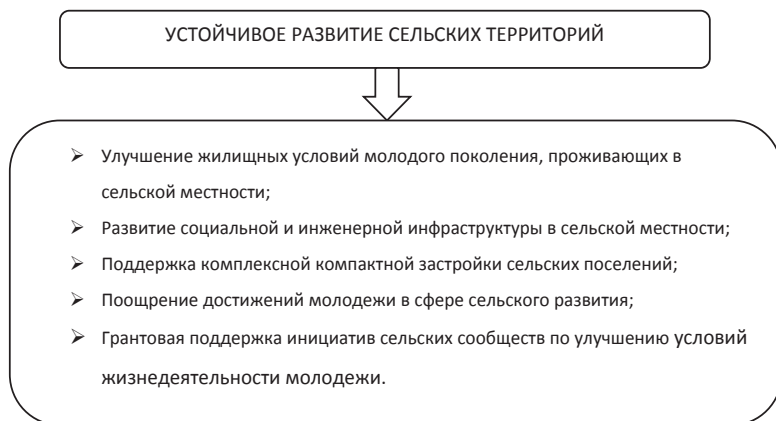 УСТОЙЧИВОЕ РАЗВИТИЕ СЕЛЬСКИХ ТЕРРИТОРИЙ
➢ Улучшение жилищных условий молодого поколения, проживающих в
сельской местности;
➢ Развитие социальной и инженерной инфраструктуры в сельской местности;
➢ Поддержка комплексной компактной застройки сельских поселений;
➢ Поощрение достижений молодежи в сфере сельского развития;
➢ Грантовая поддержка инициатив сельских сообществ по улучшению условий
жизнедеятельности молодежи.